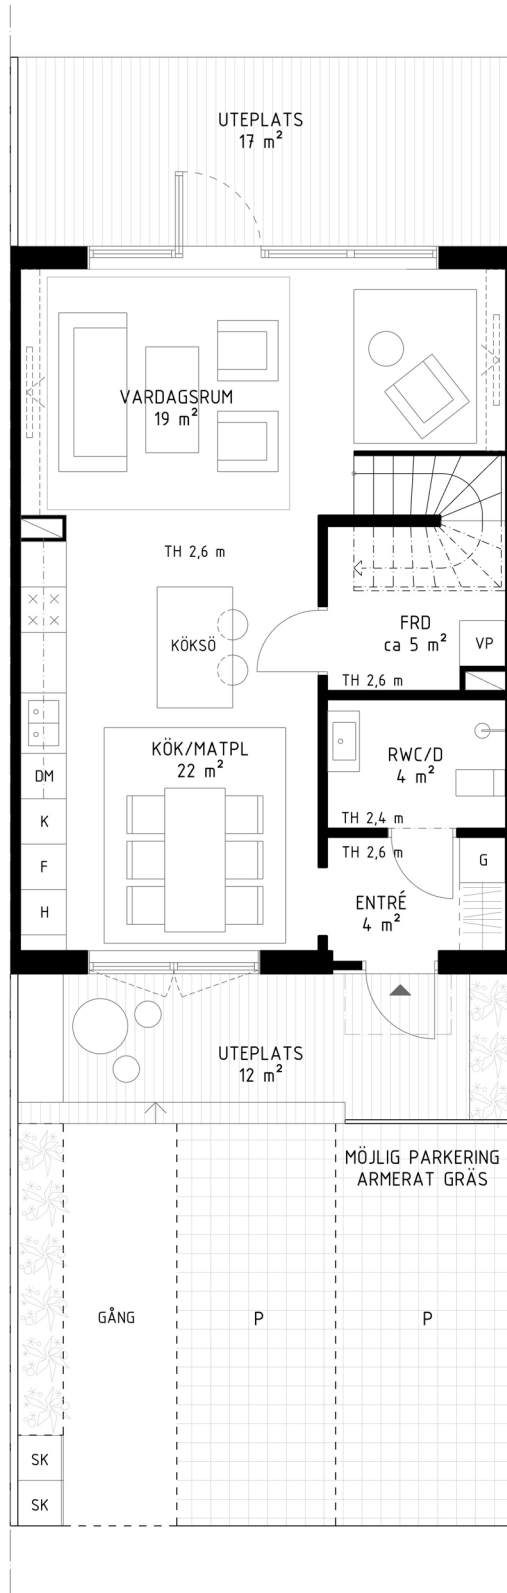 UTEPLATS
17 m²
VARDAGSRUM
19 m²
TH 2,6 m
KÖKSÖ
FRD
ca 5 m²
VP
TH 2,6 m
KÖK/MATPL
22 m²
RWC/D
4 m²
DM
K
F
H
TH 2,4 m
TH 2,6 m
G
ENTRÉ
4 m²
UTEPLATS
12 m²
MÖJLIG PARKERING
ARMERAT GRÄS
GÅNG
P
P
SK
SK